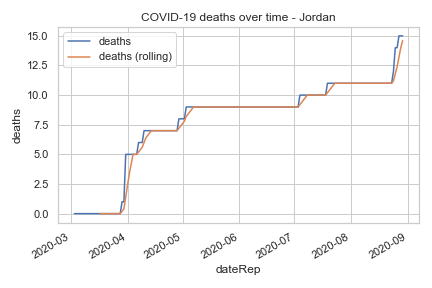 COVID-19 deaths over time - Jordan
deaths
deaths (rolling)
15.0
12.5
10.0
7.5
5.0
2.5
0.0
deaths
2020-03
2020-04
2020-05
2020-06
2020-07
2020-08
2020-09
dateRep